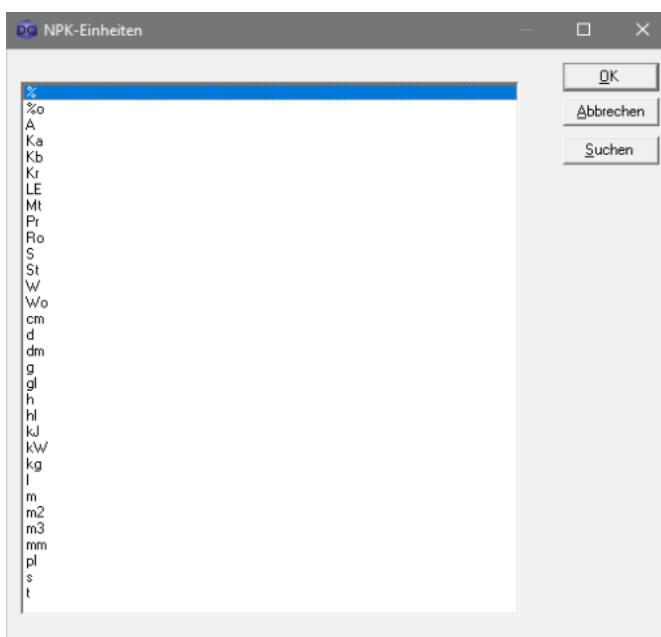 NPK-Einheiten
OK
Abbrechen
Suchen
%
%o
A
Ka
Kb
Kr
LE
Mt
Pr
Ro
S
St
W
Wo
cm
d
dm
g
gl
h
hl
kJ
kW
kg
l
m
m2
m3
mm
pl
s
t